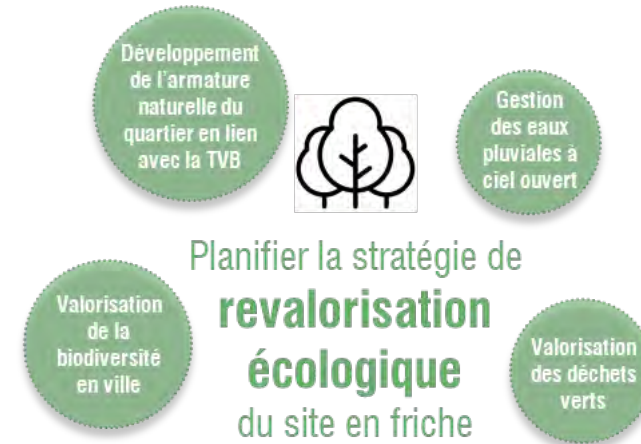 Développement
de l'armature
naturelle du
quartier en lien
avec la TVB
Gestion
des eaux
pluviales à
ciel ouvert
Planifier la stratégie de
revalorisation
écologique
du site en friche
Valorisation
de la
biodiversité
en ville
Valorisation
des déchets
verts